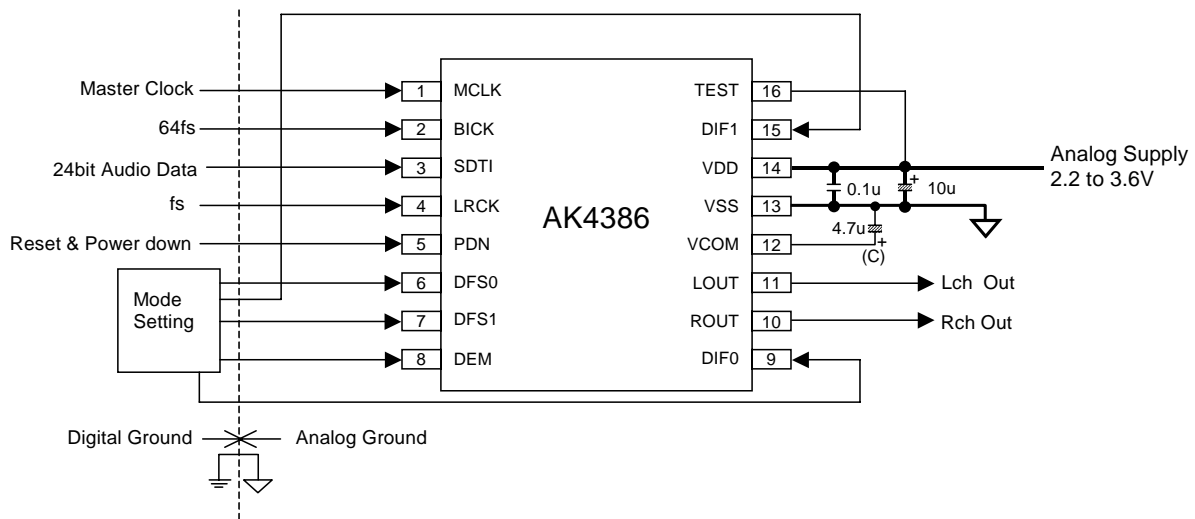 Master Clock
64fs
24bit Audio Data
fs
Reset & Power down
Mode
Setting
1 MCLK
2 BICK
3 SDTI
4 LRCK
5 PDN
6 DFS0
7 DFS1
8 DEM
AK4386
TEST 16
DIF1 15
VDD 14
VSS 13
VCOM 12
LOUT 11
ROUT 10
DIF0 9
0.1u
+
10u
4.7u
+
(C)
Analog Supply
2.2 to 3.6V
Lch Out
Rch Out
Digital Ground
Analog Ground